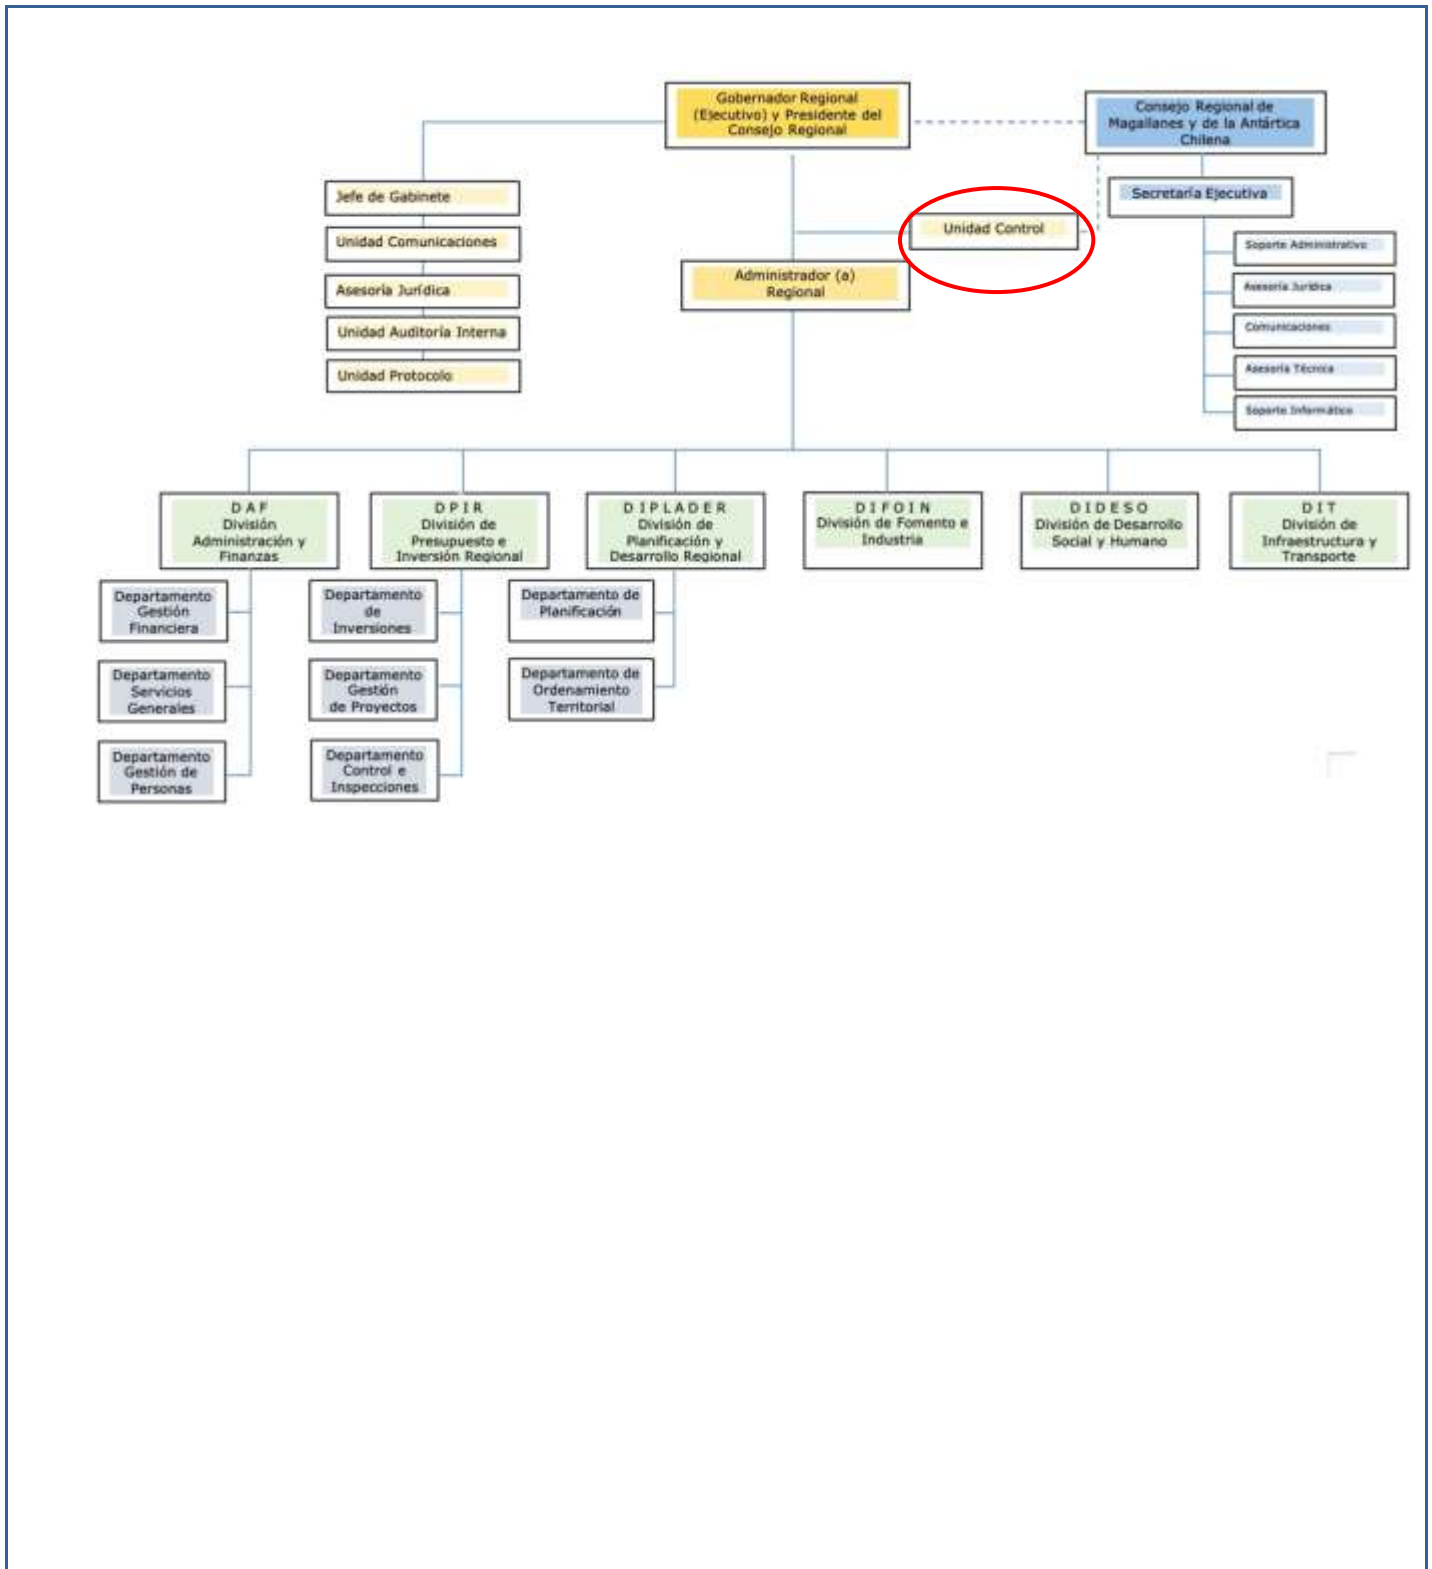 Gobernador Regional
(Ejecutivo) y Presidente del
Consejo Regional
Consejo Regional de
Magallanes y de la Antártica
Chilena
Jefe de Gabinete
Unidad Comunicaciones
Asesoría Jurídica
Unidad Auditoría Interna
Unidad Protocolo
Unidad Control
Administrador (a)
Regional
Secretaría Ejecutiva
Soporte Administrativo
Asesoría Jurídica
Comunicaciones
Asesoría Técnica
Soporte Informático
D A F
División
Administración y
Finanzas
D P I R
División de
Presupuesto e
Inversión Regional
D I P L A D E R
División de
Planificación y
Desarrollo Regional
D I F O I N
División de Fomento e
Industria
D I D E S O
División de Desarrollo
Social y Humano
D I T
División de
Infraestructura y
Transporte
Departamento
Gestión
Financiera
Departamento
Servicios
Generales
Departamento
Gestión de
Personas
Departamento
de
Inversiones
Departamento
Gestión
de Proyectos
Departamento
Control e
Inspecciones
Departamento de
Planificación
Departamento de
Ordenamiento
Territorial